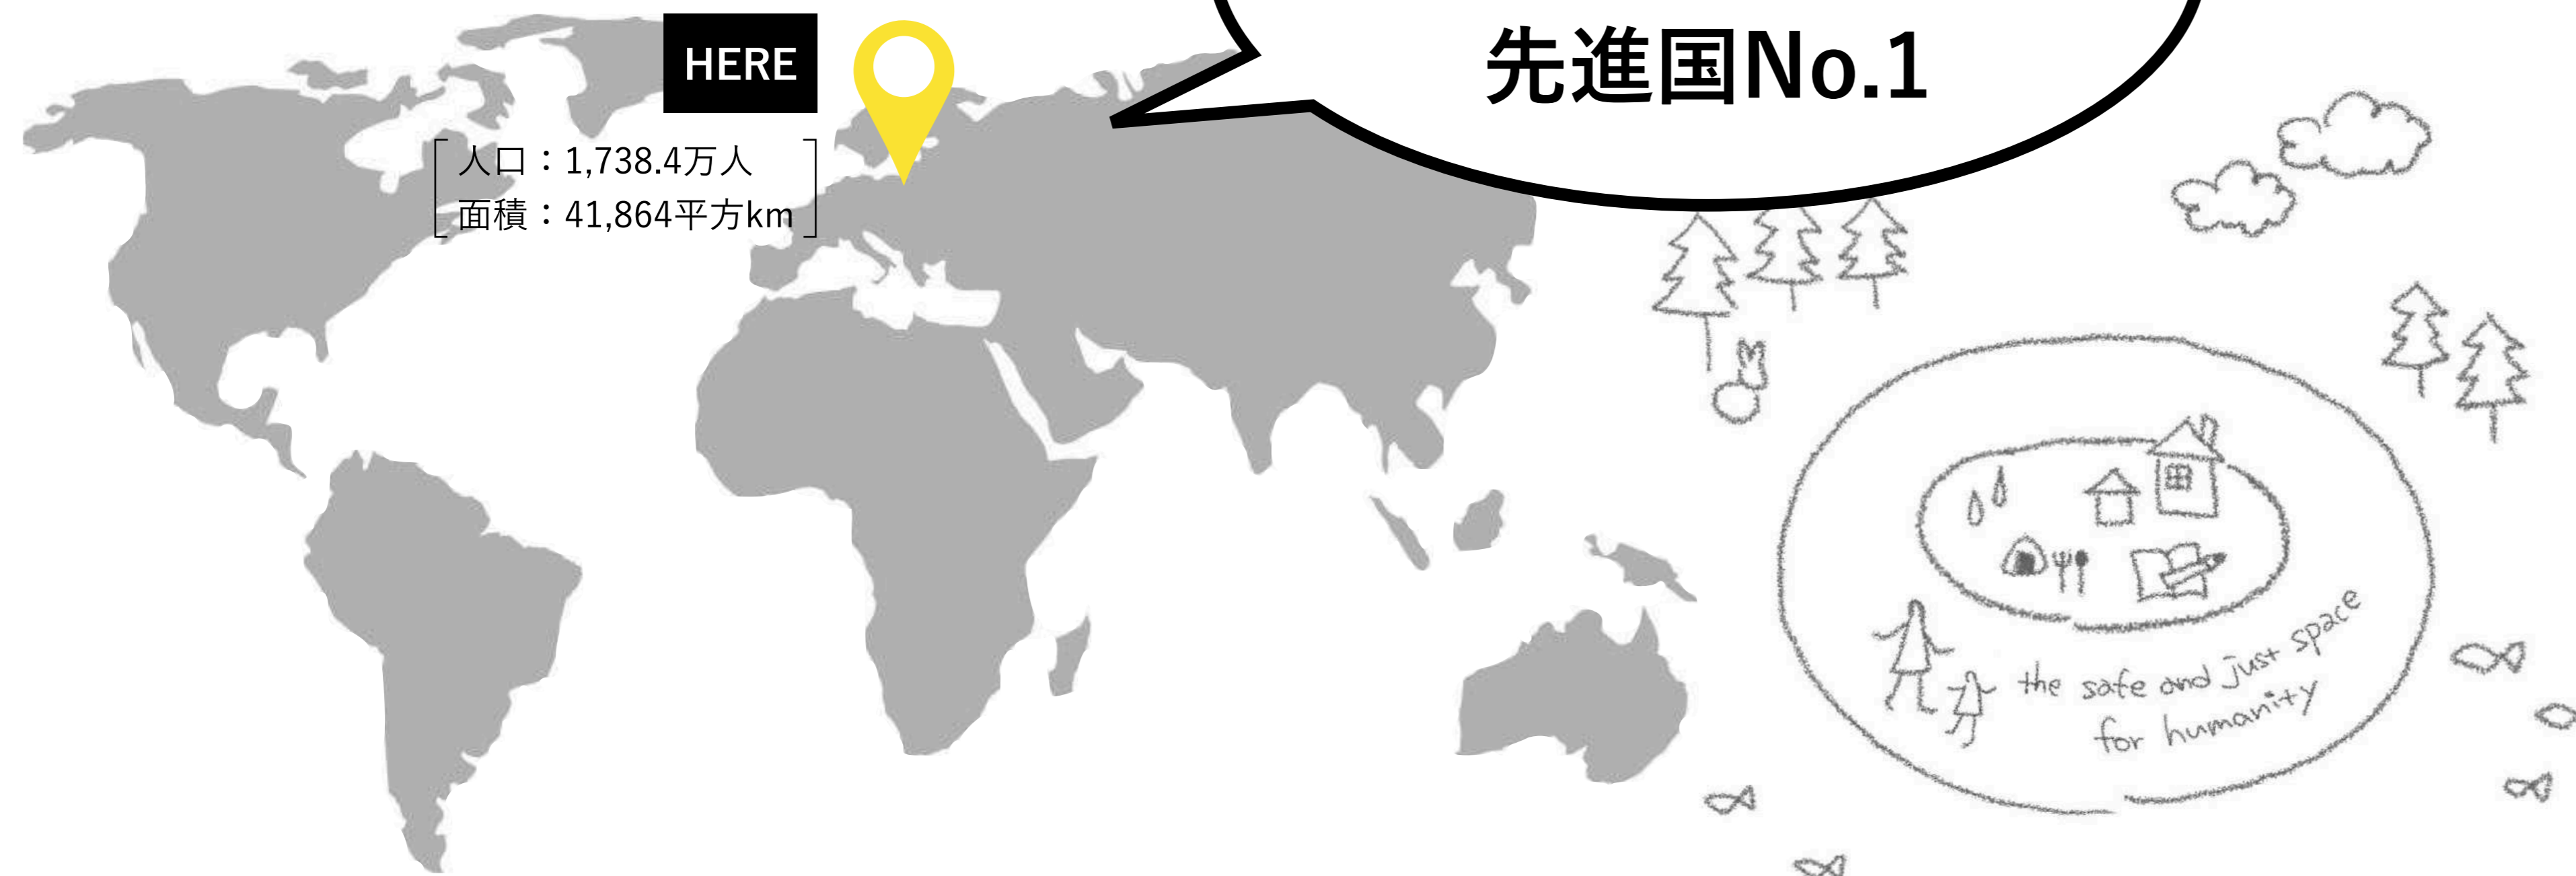 HERE
人口：1,738.4万人
面積：41,864平方km
先進国No.1
the safe and just space
for humanity